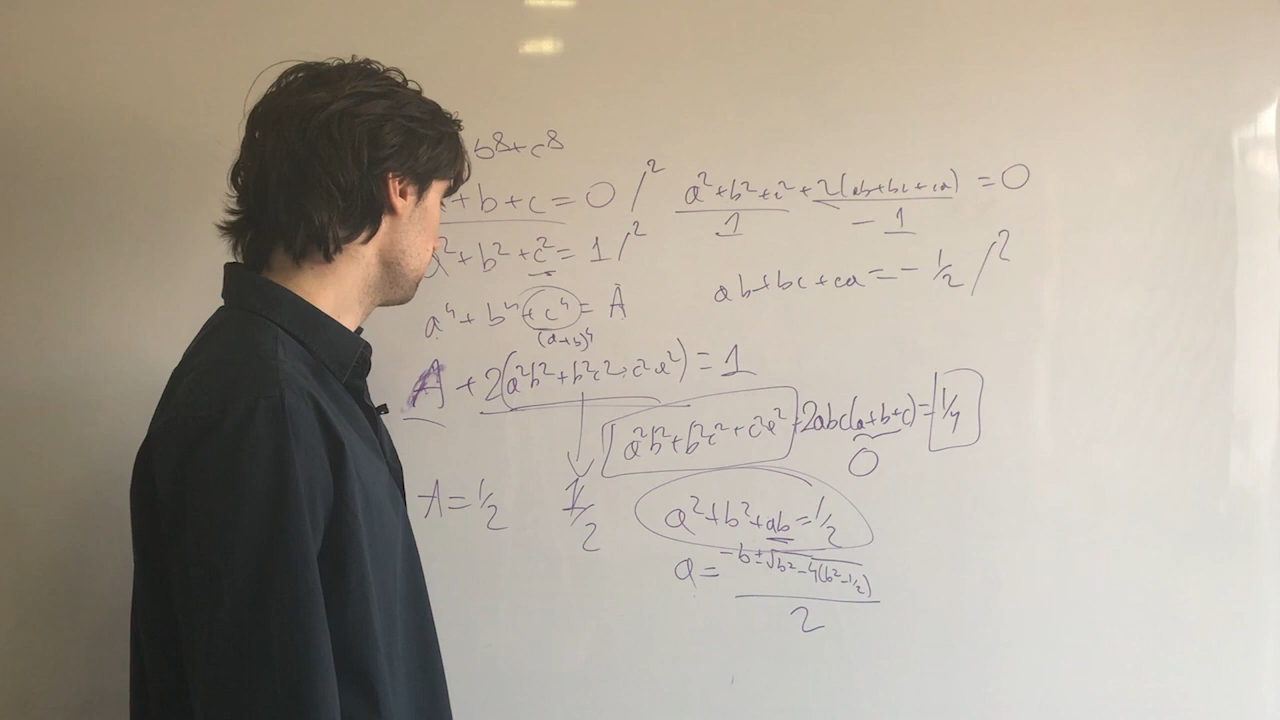 b⁸+c⁸
+b+c=0 /²
a²+b²+c²=1 /²
a⁴+b⁴+c⁴=A
(a+b)⁴
A+2(a²b²+b²c²+c²a²)=1
A=1/2
1/2
a²+b²+c²+2(ab+bc+ca)=0
1 -1
ab+bc+ca=-1/2 /²
a²b²+b²c²+c²a²+2abc(a+b+c)=1/4
0
a²+b²+ab=1/2
a=
-b±√b²-4(b²-1/2)
2